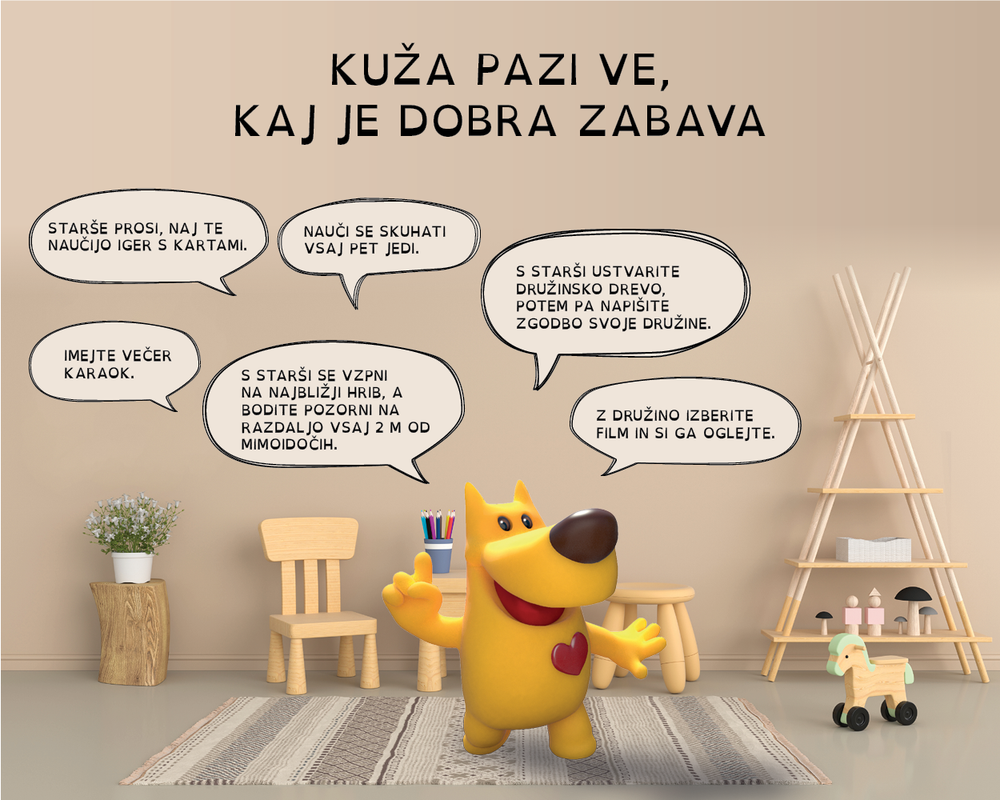 KUŽA PAZI VE,
KAJ JE DOBRA ZABAVA
STARŠE PROSI, NAJ TE
NAUČIJO IGER S KARTAMI.
NAUČI SE SKUHATI
VSAJ PET JEDI.
S STARŠI USTVARITE
DRUŽINSKO DREVO,
POTEM PA NAPIŠITE
ZGODBO SVOJE DRUŽINE.
IMEJTE VEČER
KARAOK.
S STARŠI SE VZPNI
NA NAJBLIŽJI HRIB, A
BODITE POZORNI NA
RAZDALJO VSAJ 2 M OD
MIMOIDOČIH.
Z DRUŽINO IZBERITE
FILM IN SI GA OGLEJTE.